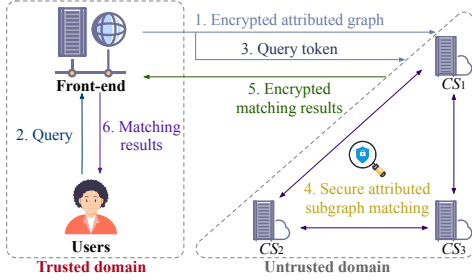 1. Encrypted attributed graph
3. Query token
Front-end
CS1
5. Encrypted
matching results
2. Query
6. Matching
results
4. Secure attributed
subgraph matching
Users
CS2
CS3
Trusted domain
Untrusted domain